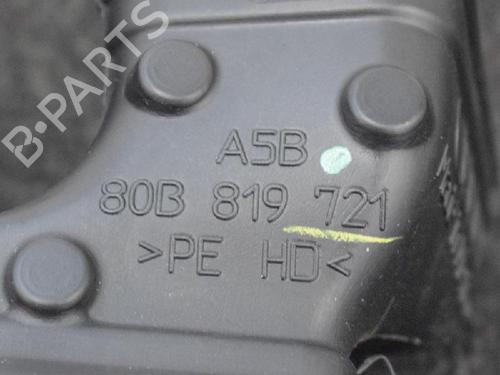 B-PARTS
A5B
80B 819 721
>PE HD<